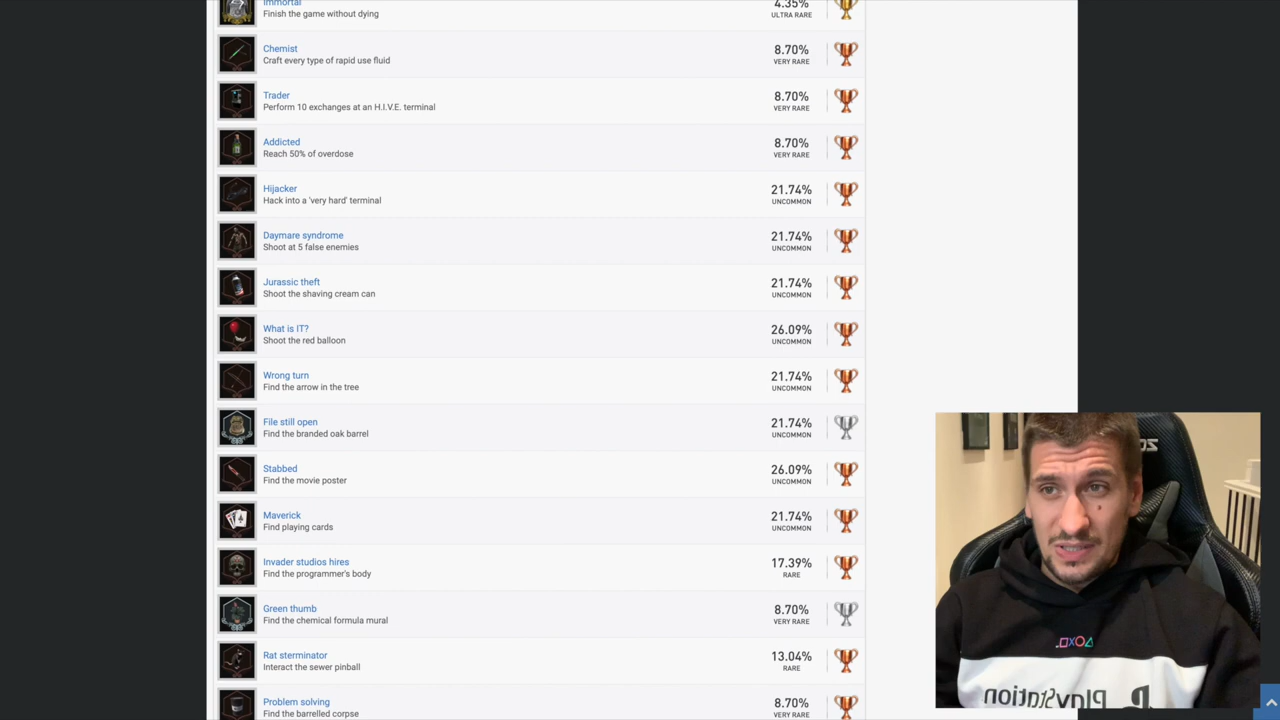 Immortal
Finish the game without dying
4.35%
ULTRA RARE
Chemist
Craft every type of rapid use fluid
8.70%
VERY RARE
Trader
Perform 10 exchanges at an H.I.V.E. terminal
8.70%
VERY RARE
Addicted
Reach 50% of overdose
8.70%
VERY RARE
Hijacker
Hack into a 'very hard' terminal
21.74%
UNCOMMON
Daymare syndrome
Shoot at 5 false enemies
21.74%
UNCOMMON
Jurassic theft
Shoot the shaving cream can
21.74%
UNCOMMON
What is IT?
Shoot the red balloon
26.09%
UNCOMMON
Wrong turn
Find the arrow in the tree
21.74%
UNCOMMON
File still open
Find the branded oak barrel
21.74%
UNCOMMON
Stabbed
Find the movie poster
26.09%
UNCOMMON
Maverick
Find playing cards
21.74%
UNCOMMON
Invader studios hires
Find the programmer's body
17.39%
RARE
Green thumb
Find the chemical formula mural
8.70%
VERY RARE
Rat sterminator
Interact the sewer pinball
13.04%
RARE
Problem solving
Find the barrelled corpse
8.70%
VERY RARE
PlayStation